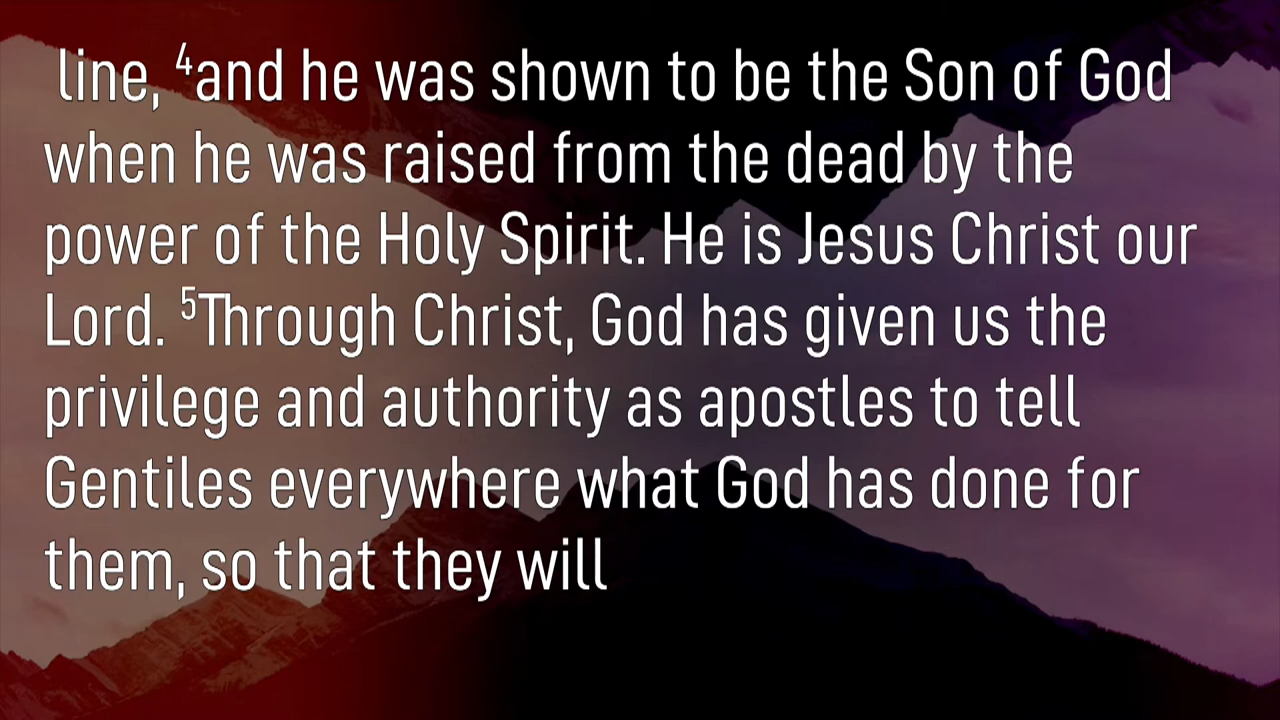 line, ⁴and he was shown to be the Son of God
when he was raised from the dead by the
power of the Holy Spirit. He is Jesus Christ our
Lord. ⁵Through Christ, God has given us the
privilege and authority as apostles to tell
Gentiles everywhere what God has done for
them, so that they will